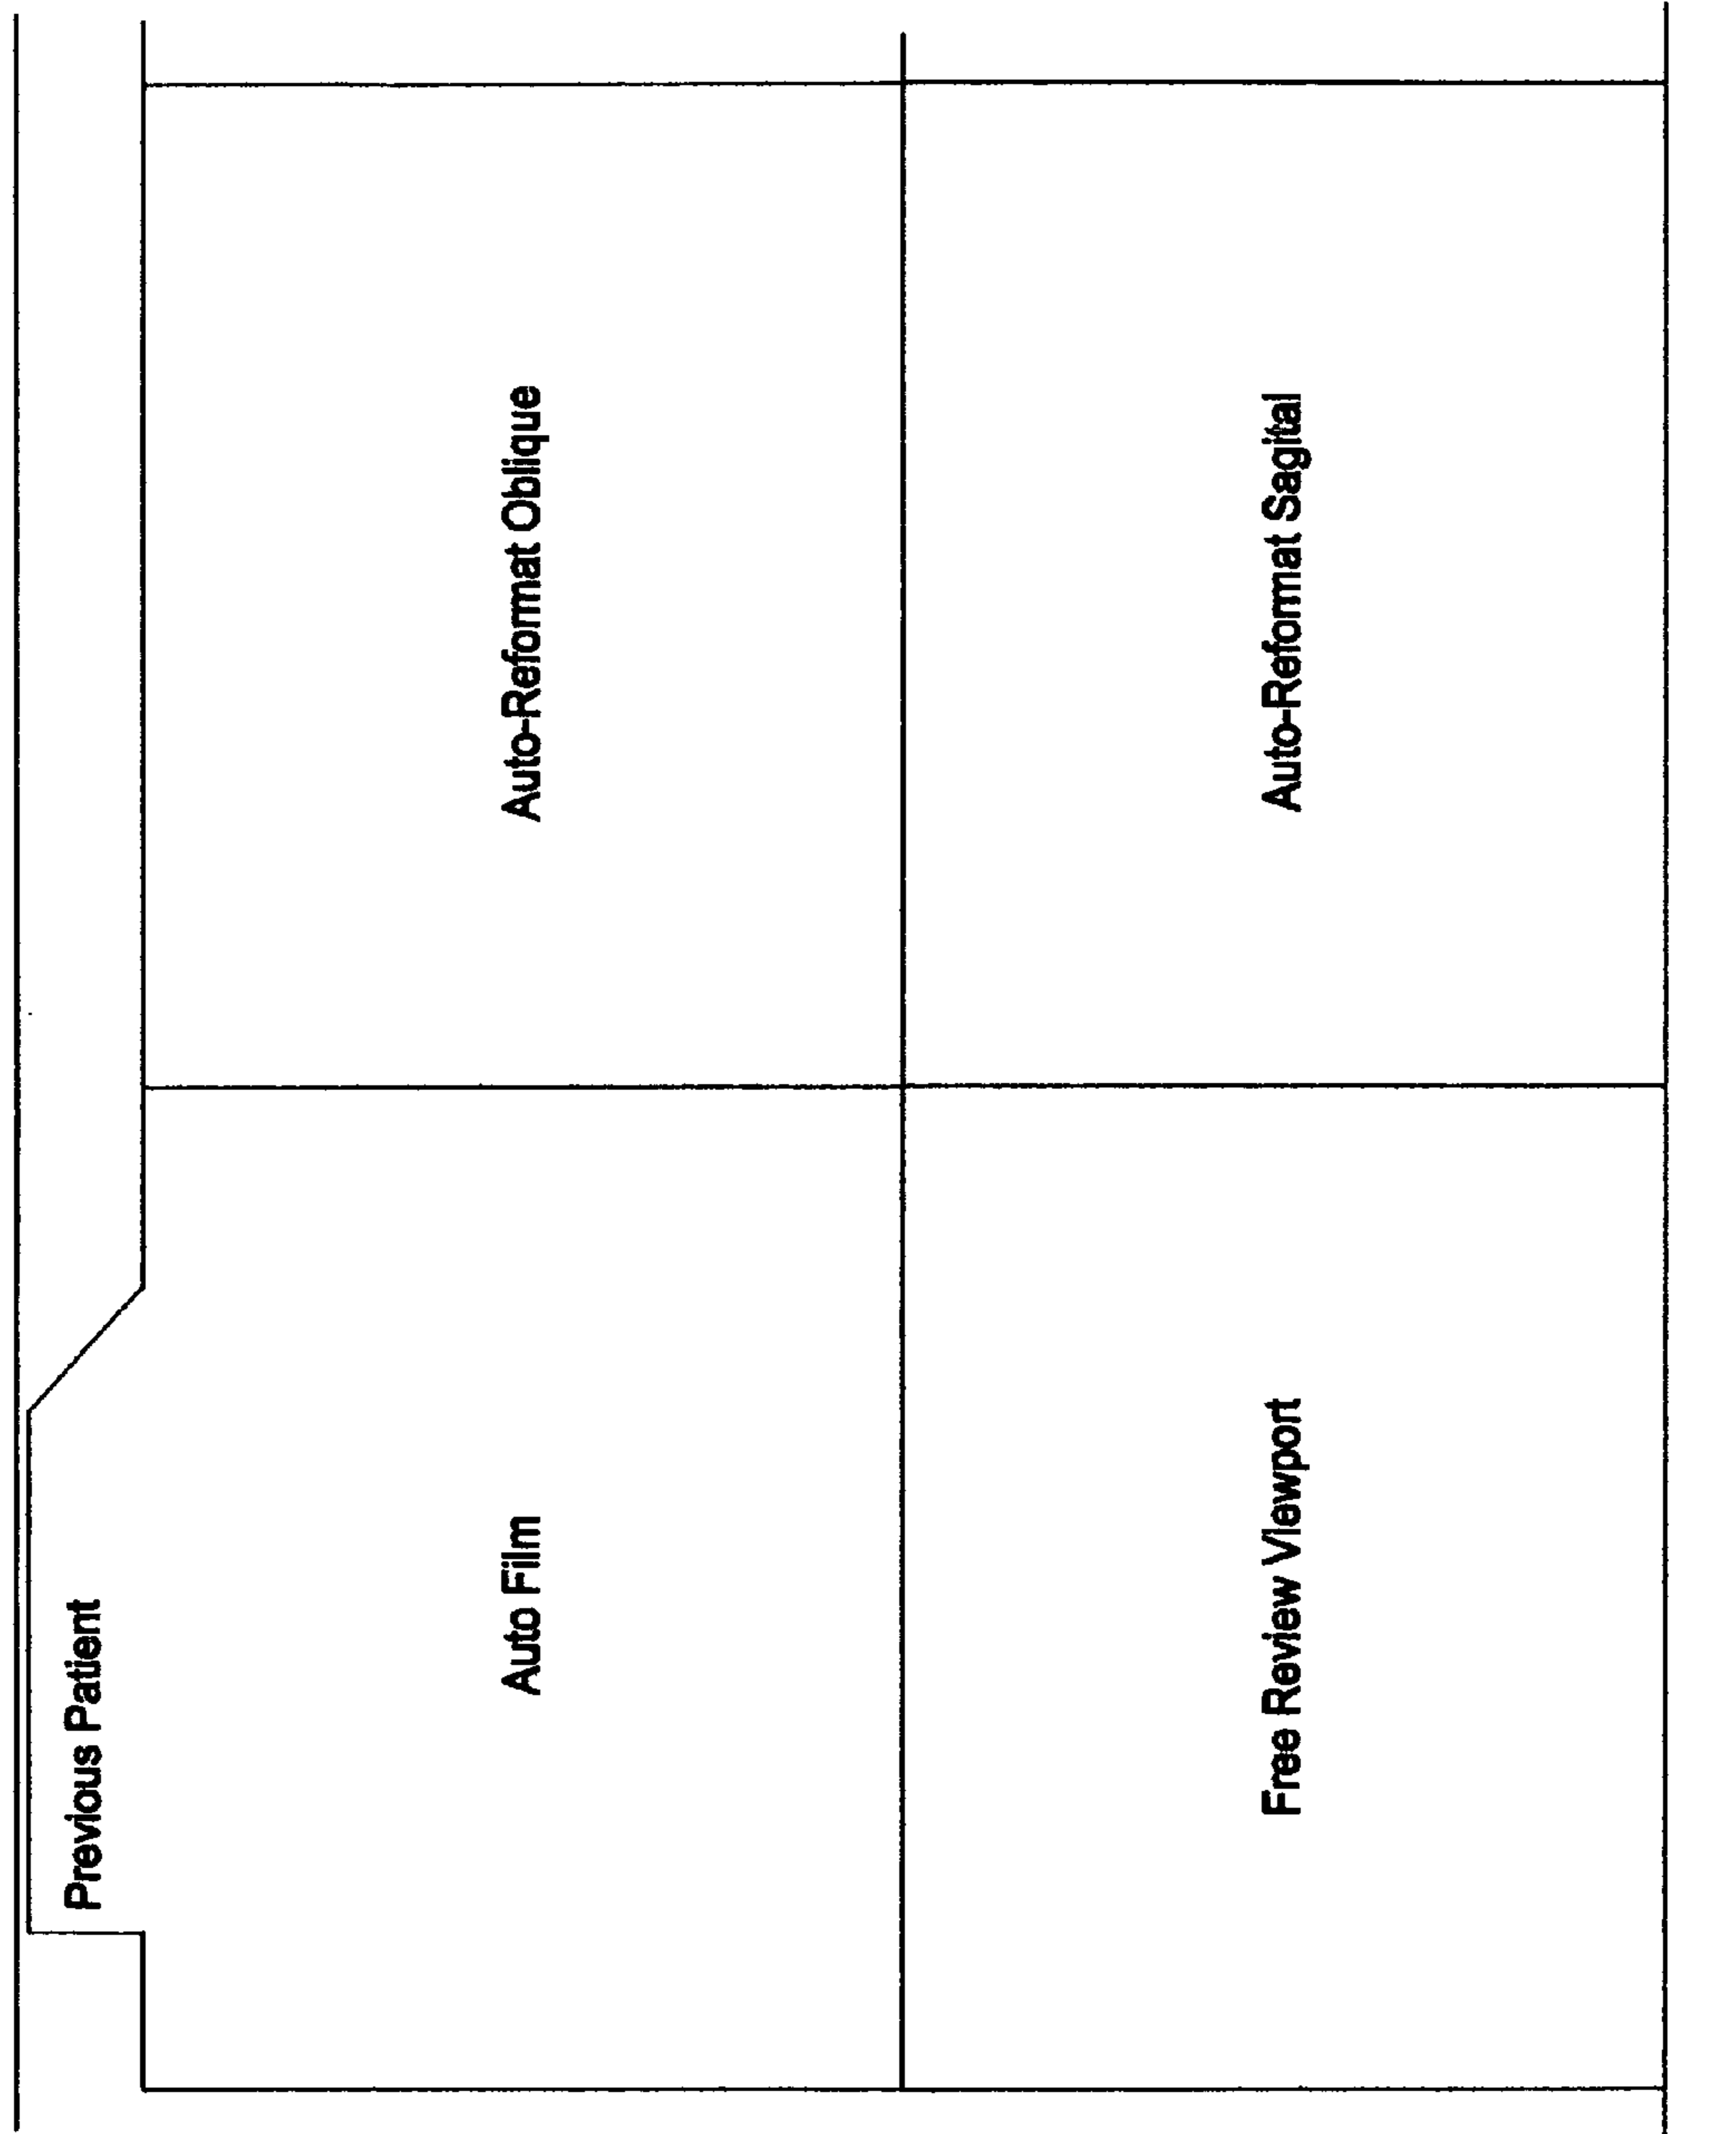 Previous Patient
Auto Film
Auto-Reformat Oblique
Free Review Viewport
Auto-Reformat Sagital